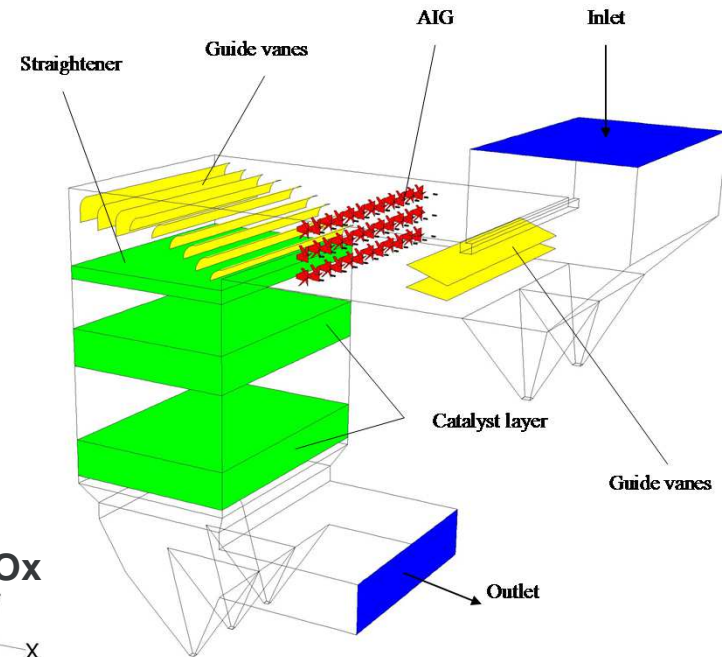 AIG
Inlet
Guide vanes
Straightener
Catalyst layer
Guide vanes
Ox
Outlet
X